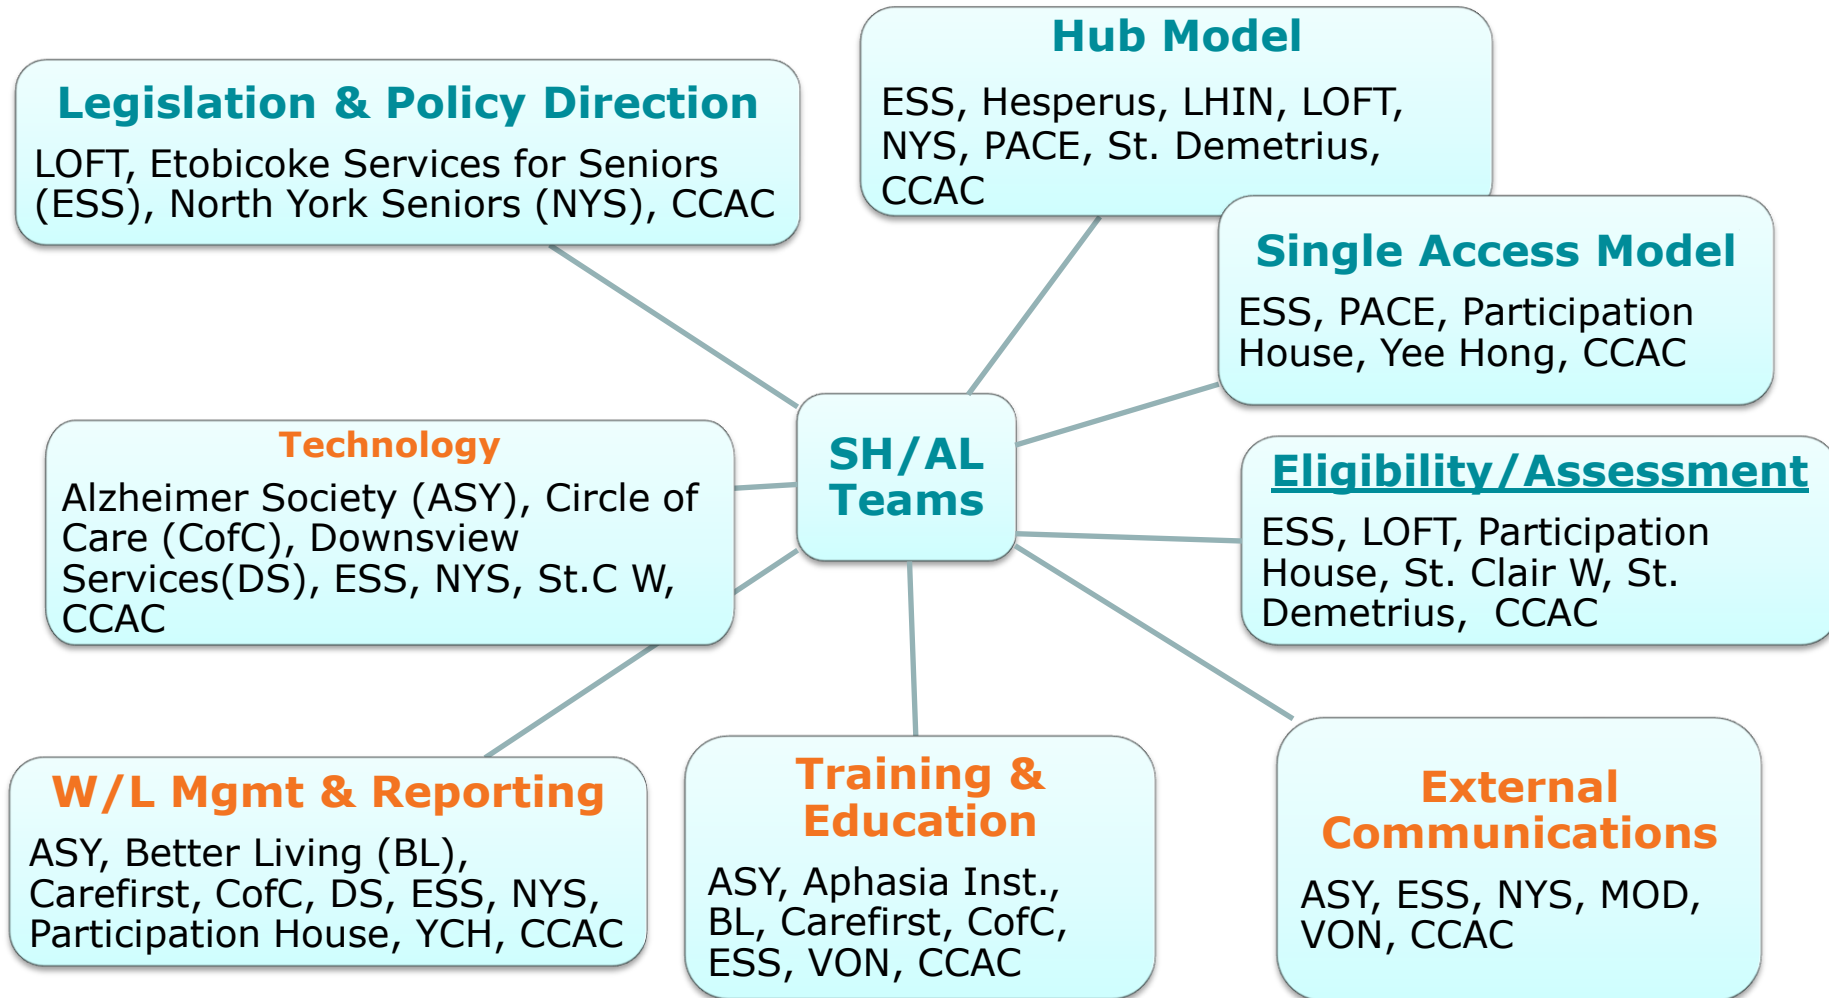 Legislation & Policy Direction
LOFT, Etobicoke Services for Seniors
(ESS), North York Seniors (NYS), CCAC
Hub Model
ESS, Hesperus, LHIN, LOFT,
NYS, PACE, St. Demetrius,
CCAC
Single Access Model
ESS, PACE, Participation
House, Yee Hong, CCAC
SH/AL
Teams
Technology
Alzheimer Society (ASY), Circle of
Care (CofC), Downsview
Services(DS), ESS, NYS, St.C W,
CCAC
Eligibility/Assessment
ESS, LOFT, Participation
House, St. Clair W, St.
Demetrius,  CCAC
W/L Mgmt & Reporting
ASY, Better Living (BL),
Carefirst, CofC, DS, ESS, NYS,
Participation House, YCH, CCAC
Training &
Education
ASY, Aphasia Inst.,
BL, Carefirst, CofC,
ESS, VON, CCAC
External
Communications
ASY, ESS, NYS, MOD,
VON, CCAC